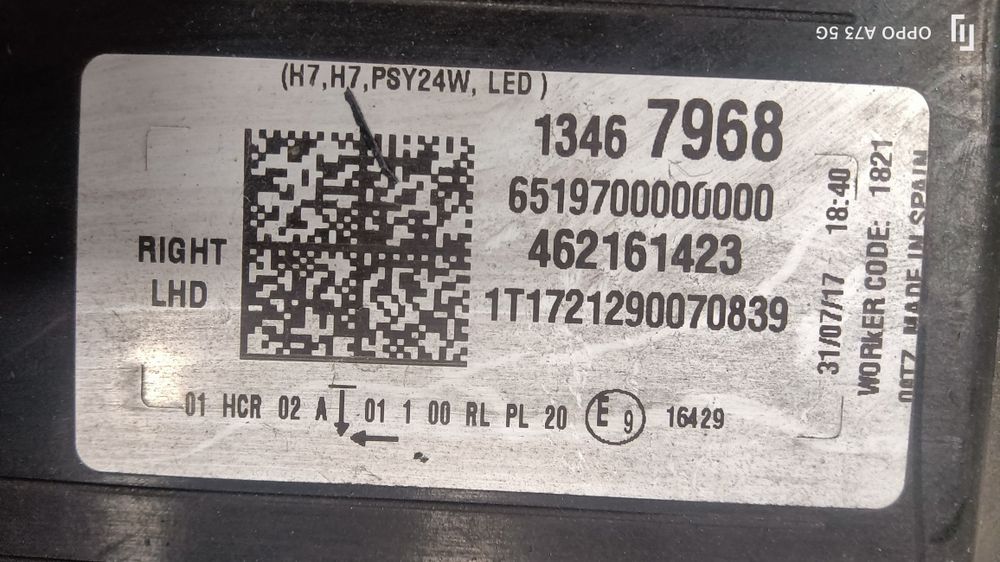 (H7,H7,PSY24W, LED )
1346 7968
6519700000000
462161423
1T1721290070839
RIGHT
LHD
01 HCR 02 A 01 1 00 RL PL 20 E 9 16429
31/07/17 18:40
WORKER CODE: 1821
MADE IN SPAIN
OPPO A73 5G